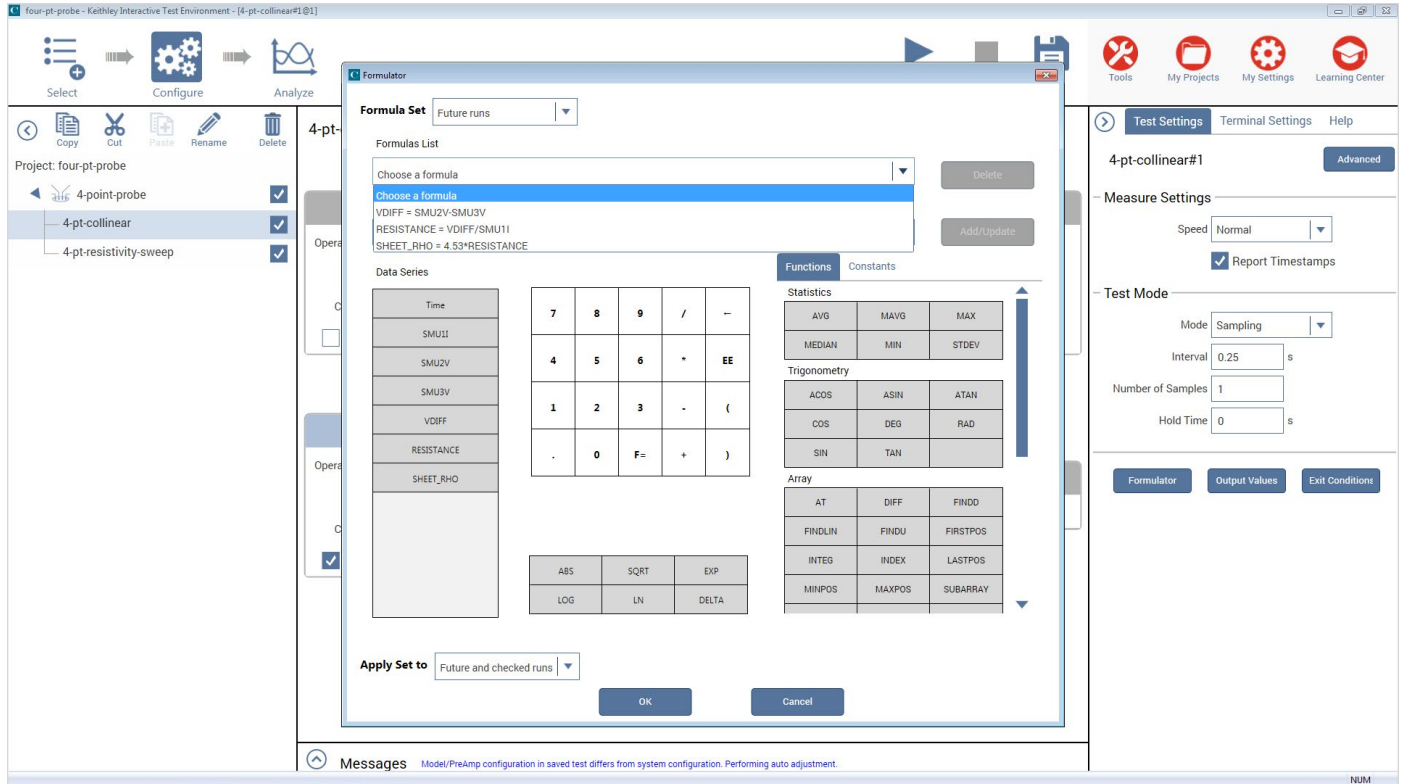 four-pt-probe - Keithley Interactive Test Environment - [4-pt-collinear#1@1]
Select
Configure
Analyze
Tools
My Projects
My Settings
Learning Center
Copy
Cut
Paste
Rename
Delete
Project: four-pt-probe
4-point-probe
4-pt-collinear
4-pt-resistivity-sweep
4-pt-
Opera
C
Opera
C
Formulator
Formula Set Future runs
Formulas List
Choose a formula
Delete
Choose a formula
VDIFF = SMU2V-SMU3V
RESISTANCE = VDIFF/SMU1I
SHEET_RHO = 4.53*RESISTANCE
Add/Update
Data Series
Time
SMU1I
SMU2V
SMU3V
VDIFF
RESISTANCE
SHEET_RHO
7 8 9 / ←
4 5 6 * EE
1 2 3 - (
. 0 F= + )
ABS SQRT EXP
LOG LN DELTA
Functions Constants
Statistics
AVG MAVG MAX
MEDIAN MIN STDEV
Trigonometry
ACOS ASIN ATAN
COS DEG RAD
SIN TAN
Array
AT DIFF FINDD
FINDLIN FINDU FIRSTPOS
INTEG INDEX LASTPOS
MINPOS MAXPOS SUBARRAY
Apply Set to Future and checked runs
OK Cancel
Test Settings Terminal Settings Help
4-pt-collinear#1 Advanced
Measure Settings
Speed Normal
Report Timestamps
Test Mode
Mode Sampling
Interval 0.25 s
Number of Samples 1
Hold Time 0 s
Formulator Output Values Exit Conditions
Messages Model/PreAmp configuration in saved test differs from system configuration. Performing auto adjustment.
NUM